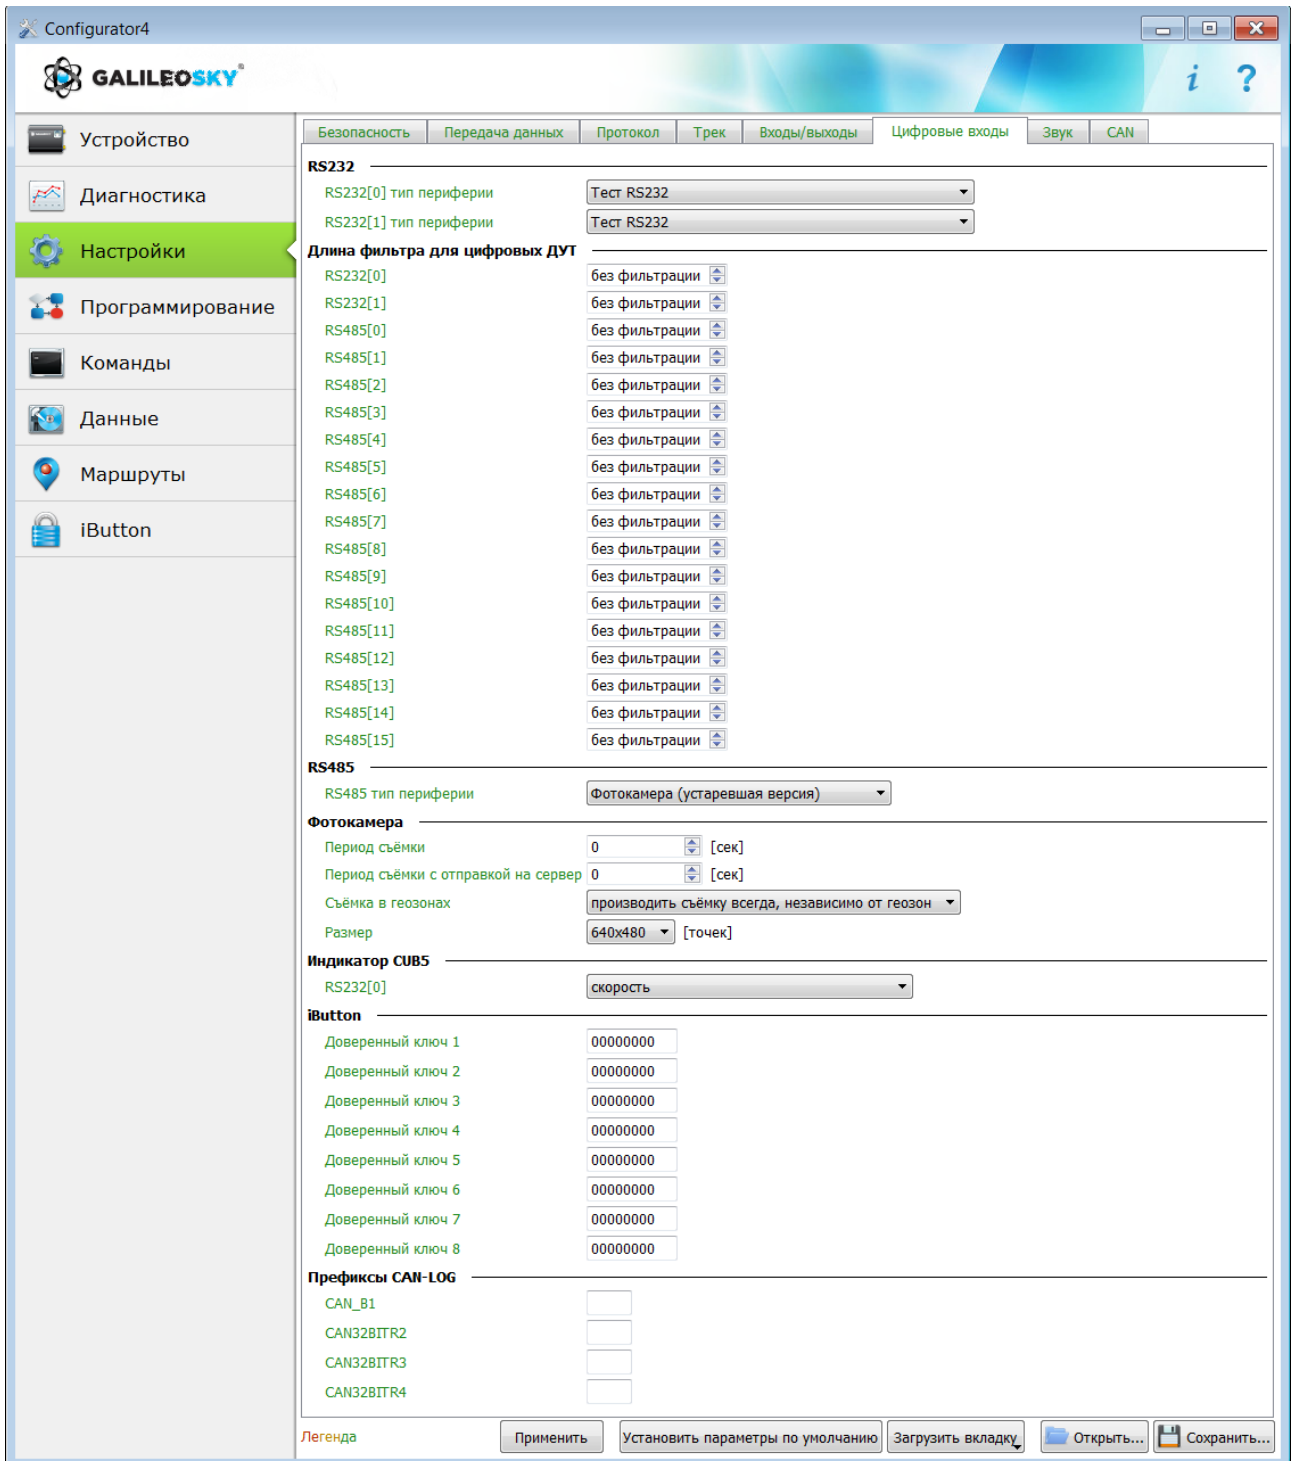 Configurator4
GALILEOSKY®
i ?
Устройство
Диагностика
Настройки
Программирование
Команды
Данные
Маршруты
iButton
Безопасность Передача данных Протокол Трек Входы/выходы Цифровые входы Звук CAN
RS232
RS232[0] тип периферии Тест RS232
RS232[1] тип периферии Тест RS232
Длина фильтра для цифровых ДУТ
RS232[0] без фильтрации
RS232[1] без фильтрации
RS485[0] без фильтрации
RS485[1] без фильтрации
RS485[2] без фильтрации
RS485[3] без фильтрации
RS485[4] без фильтрации
RS485[5] без фильтрации
RS485[6] без фильтрации
RS485[7] без фильтрации
RS485[8] без фильтрации
RS485[9] без фильтрации
RS485[10] без фильтрации
RS485[11] без фильтрации
RS485[12] без фильтрации
RS485[13] без фильтрации
RS485[14] без фильтрации
RS485[15] без фильтрации
RS485
RS485 тип периферии Фотокамера (устаревшая версия)
Фотокамера
Период съёмки 0 [сек]
Период съёмки с отправкой на сервер 0 [сек]
Съёмка в геозонах производить съёмку всегда, независимо от геозон
Размер 640x480 [точек]
Индикатор CUB5
RS232[0] скорость
iButton
Доверенный ключ 1 00000000
Доверенный ключ 2 00000000
Доверенный ключ 3 00000000
Доверенный ключ 4 00000000
Доверенный ключ 5 00000000
Доверенный ключ 6 00000000
Доверенный ключ 7 00000000
Доверенный ключ 8 00000000
Префиксы CAN-LOG
CAN_B1
CAN32BITR2
CAN32BITR3
CAN32BITR4
Легенда Применить Установить параметры по умолчанию Загрузить вкладку Открыть... Сохранить...